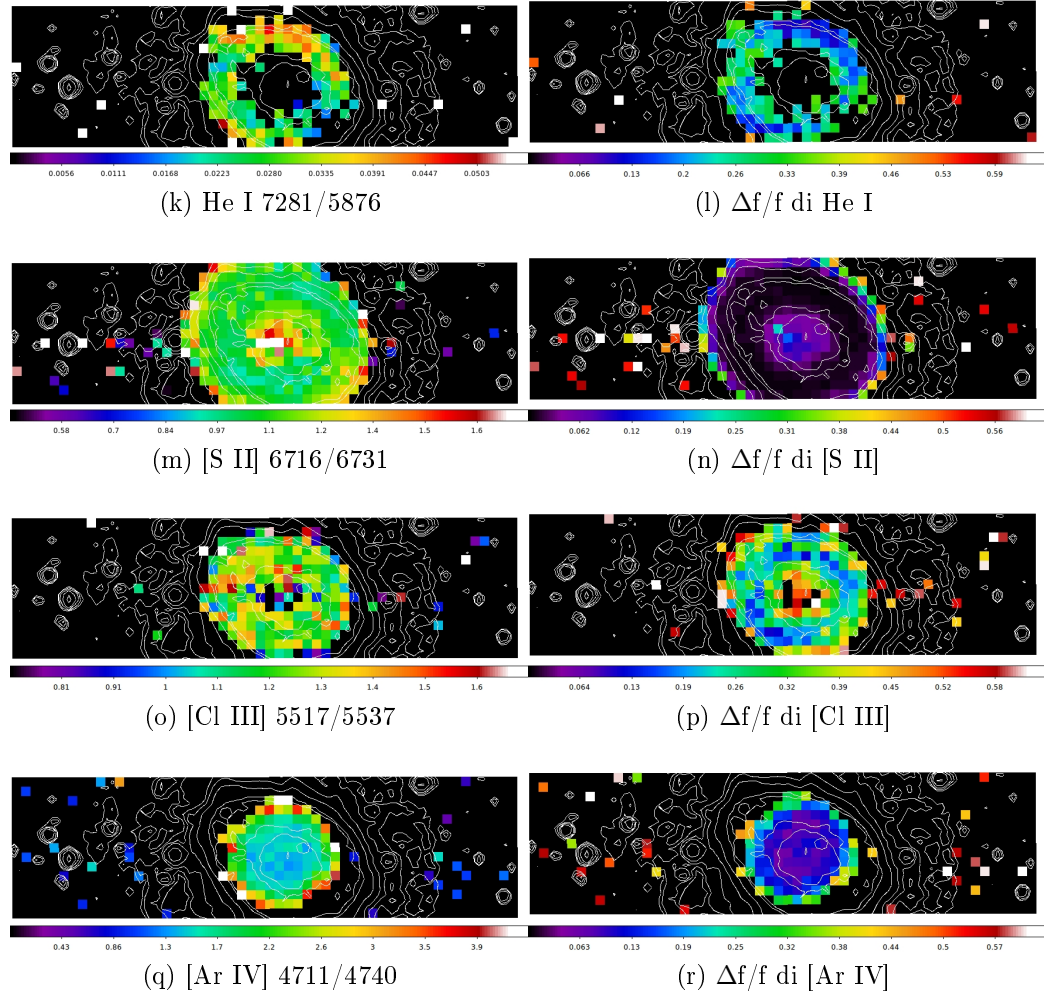 0.0056 0.0111 0.0168 0.0223 0.0280 0.0335 0.0391 0.0447 0.0503
0.066 0.13 0.2 0.26 0.33 0.39 0.46 0.53 0.59
(k) He I 7281/5876
(l) Δf/f di He I
0.58 0.7 0.84 0.97 1.1 1.2 1.4 1.5 1.6
0.062 0.12 0.19 0.25 0.31 0.37 0.44 0.5 0.56
(m) [S II] 6716/6731
(n) Δf/f di [S II]
0.81 0.91 1 1.1 1.2 1.4 1.5 1.6
0.064 0.13 0.19 0.26 0.32 0.39 0.45 0.52 0.58
(o) [Cl III] 5517/5537
(p) Δf/f di [Cl III]
0.43 0.86 1.3 1.7 2.2 2.6 3 3.5 3.9
0.063 0.13 0.19 0.25 0.32 0.38 0.44 0.5 0.57
(q) [Ar IV] 4711/4740
(r) Δf/f di [Ar IV]